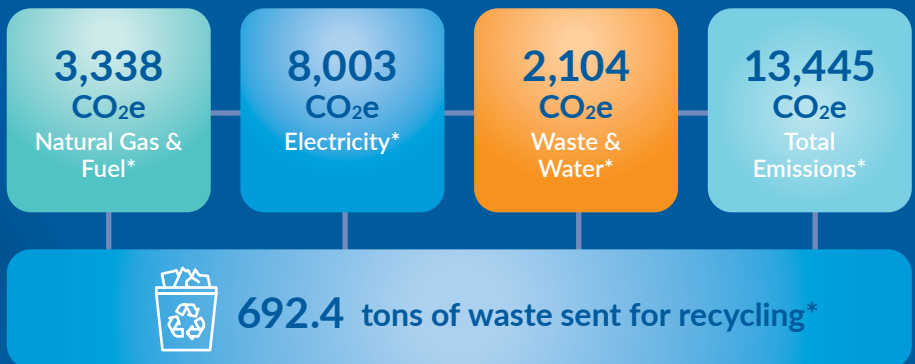 3,338
CO₂e
Natural Gas &
Fuel*
8,003
CO₂e
Electricity*
2,104
CO₂e
Waste &
Water*
13,445
CO₂e
Total
Emissions*
692.4 tons of waste sent for recycling*